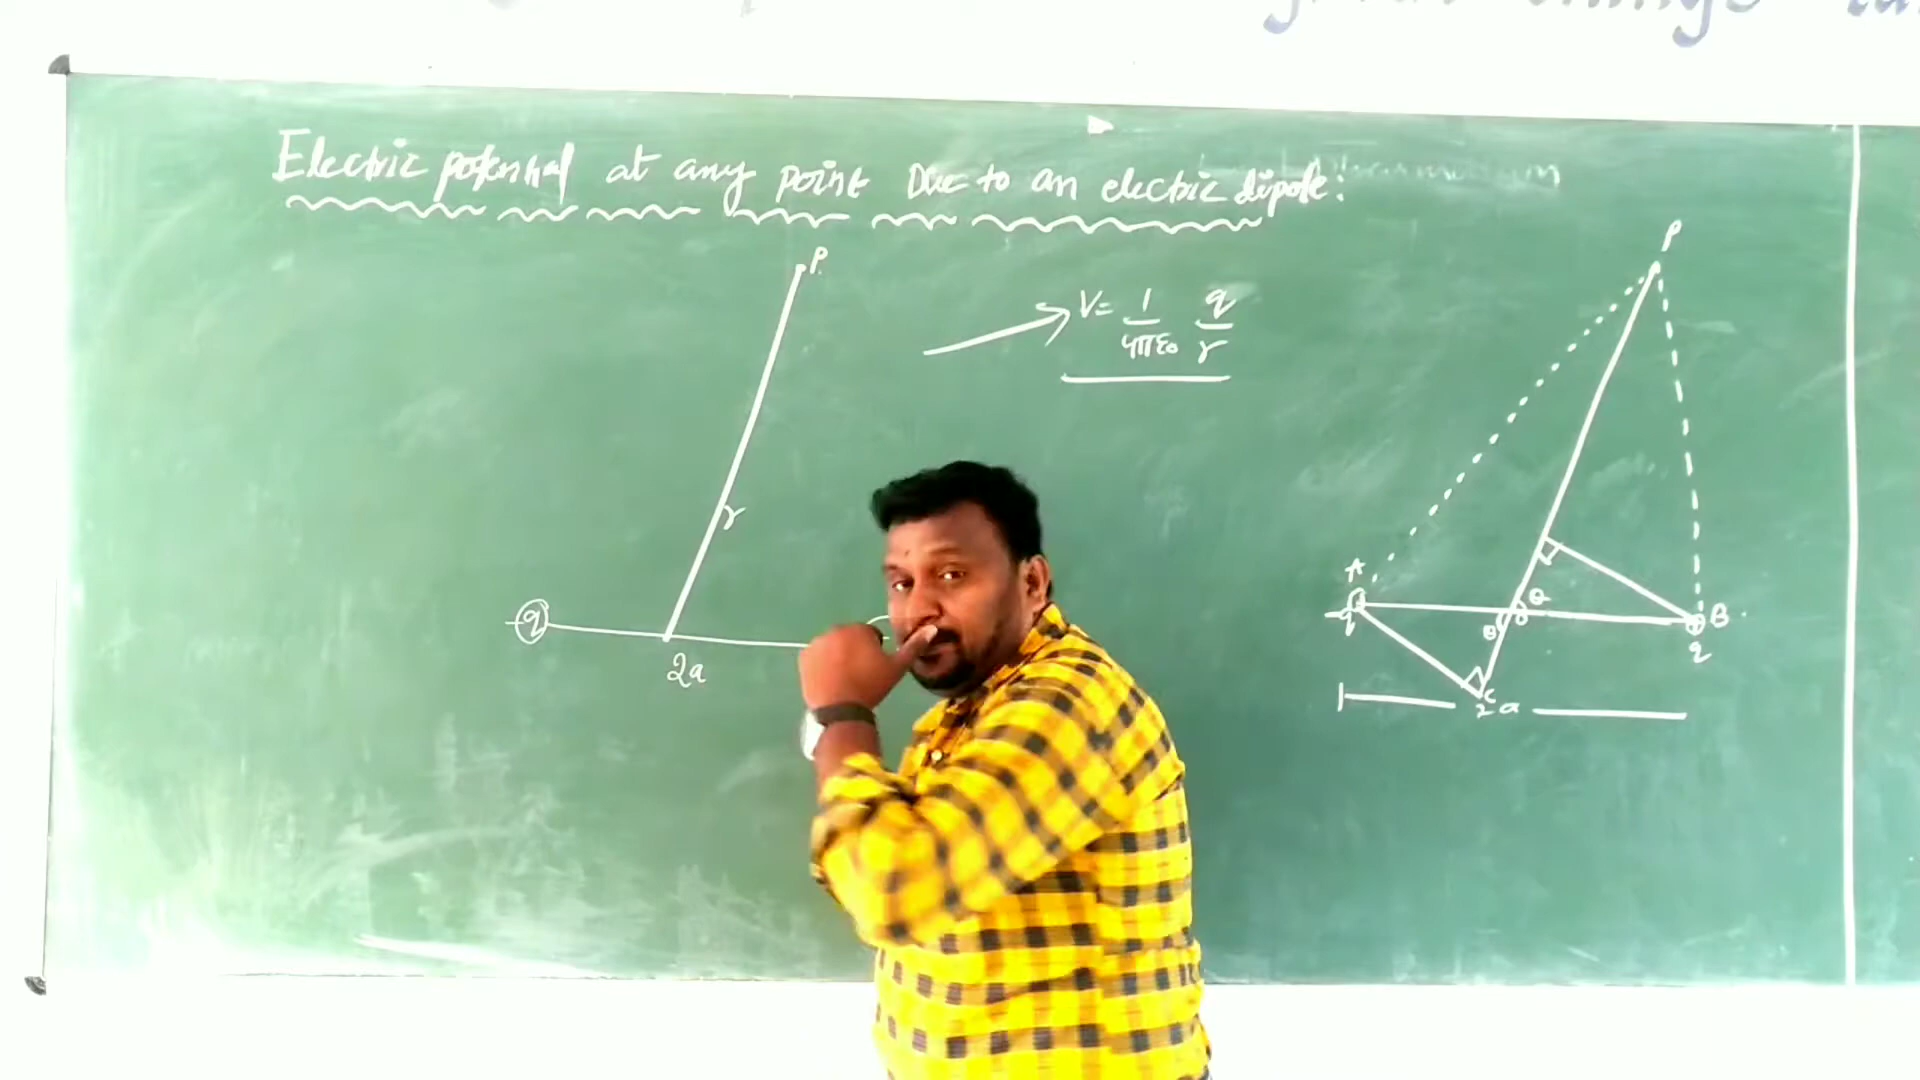 Electric potential at any point Due to an electric dipole:
P.
V= 1/4πε₀ q/r
r
-q
2a
P
A
-q
θ
θ
B
q
C
2a